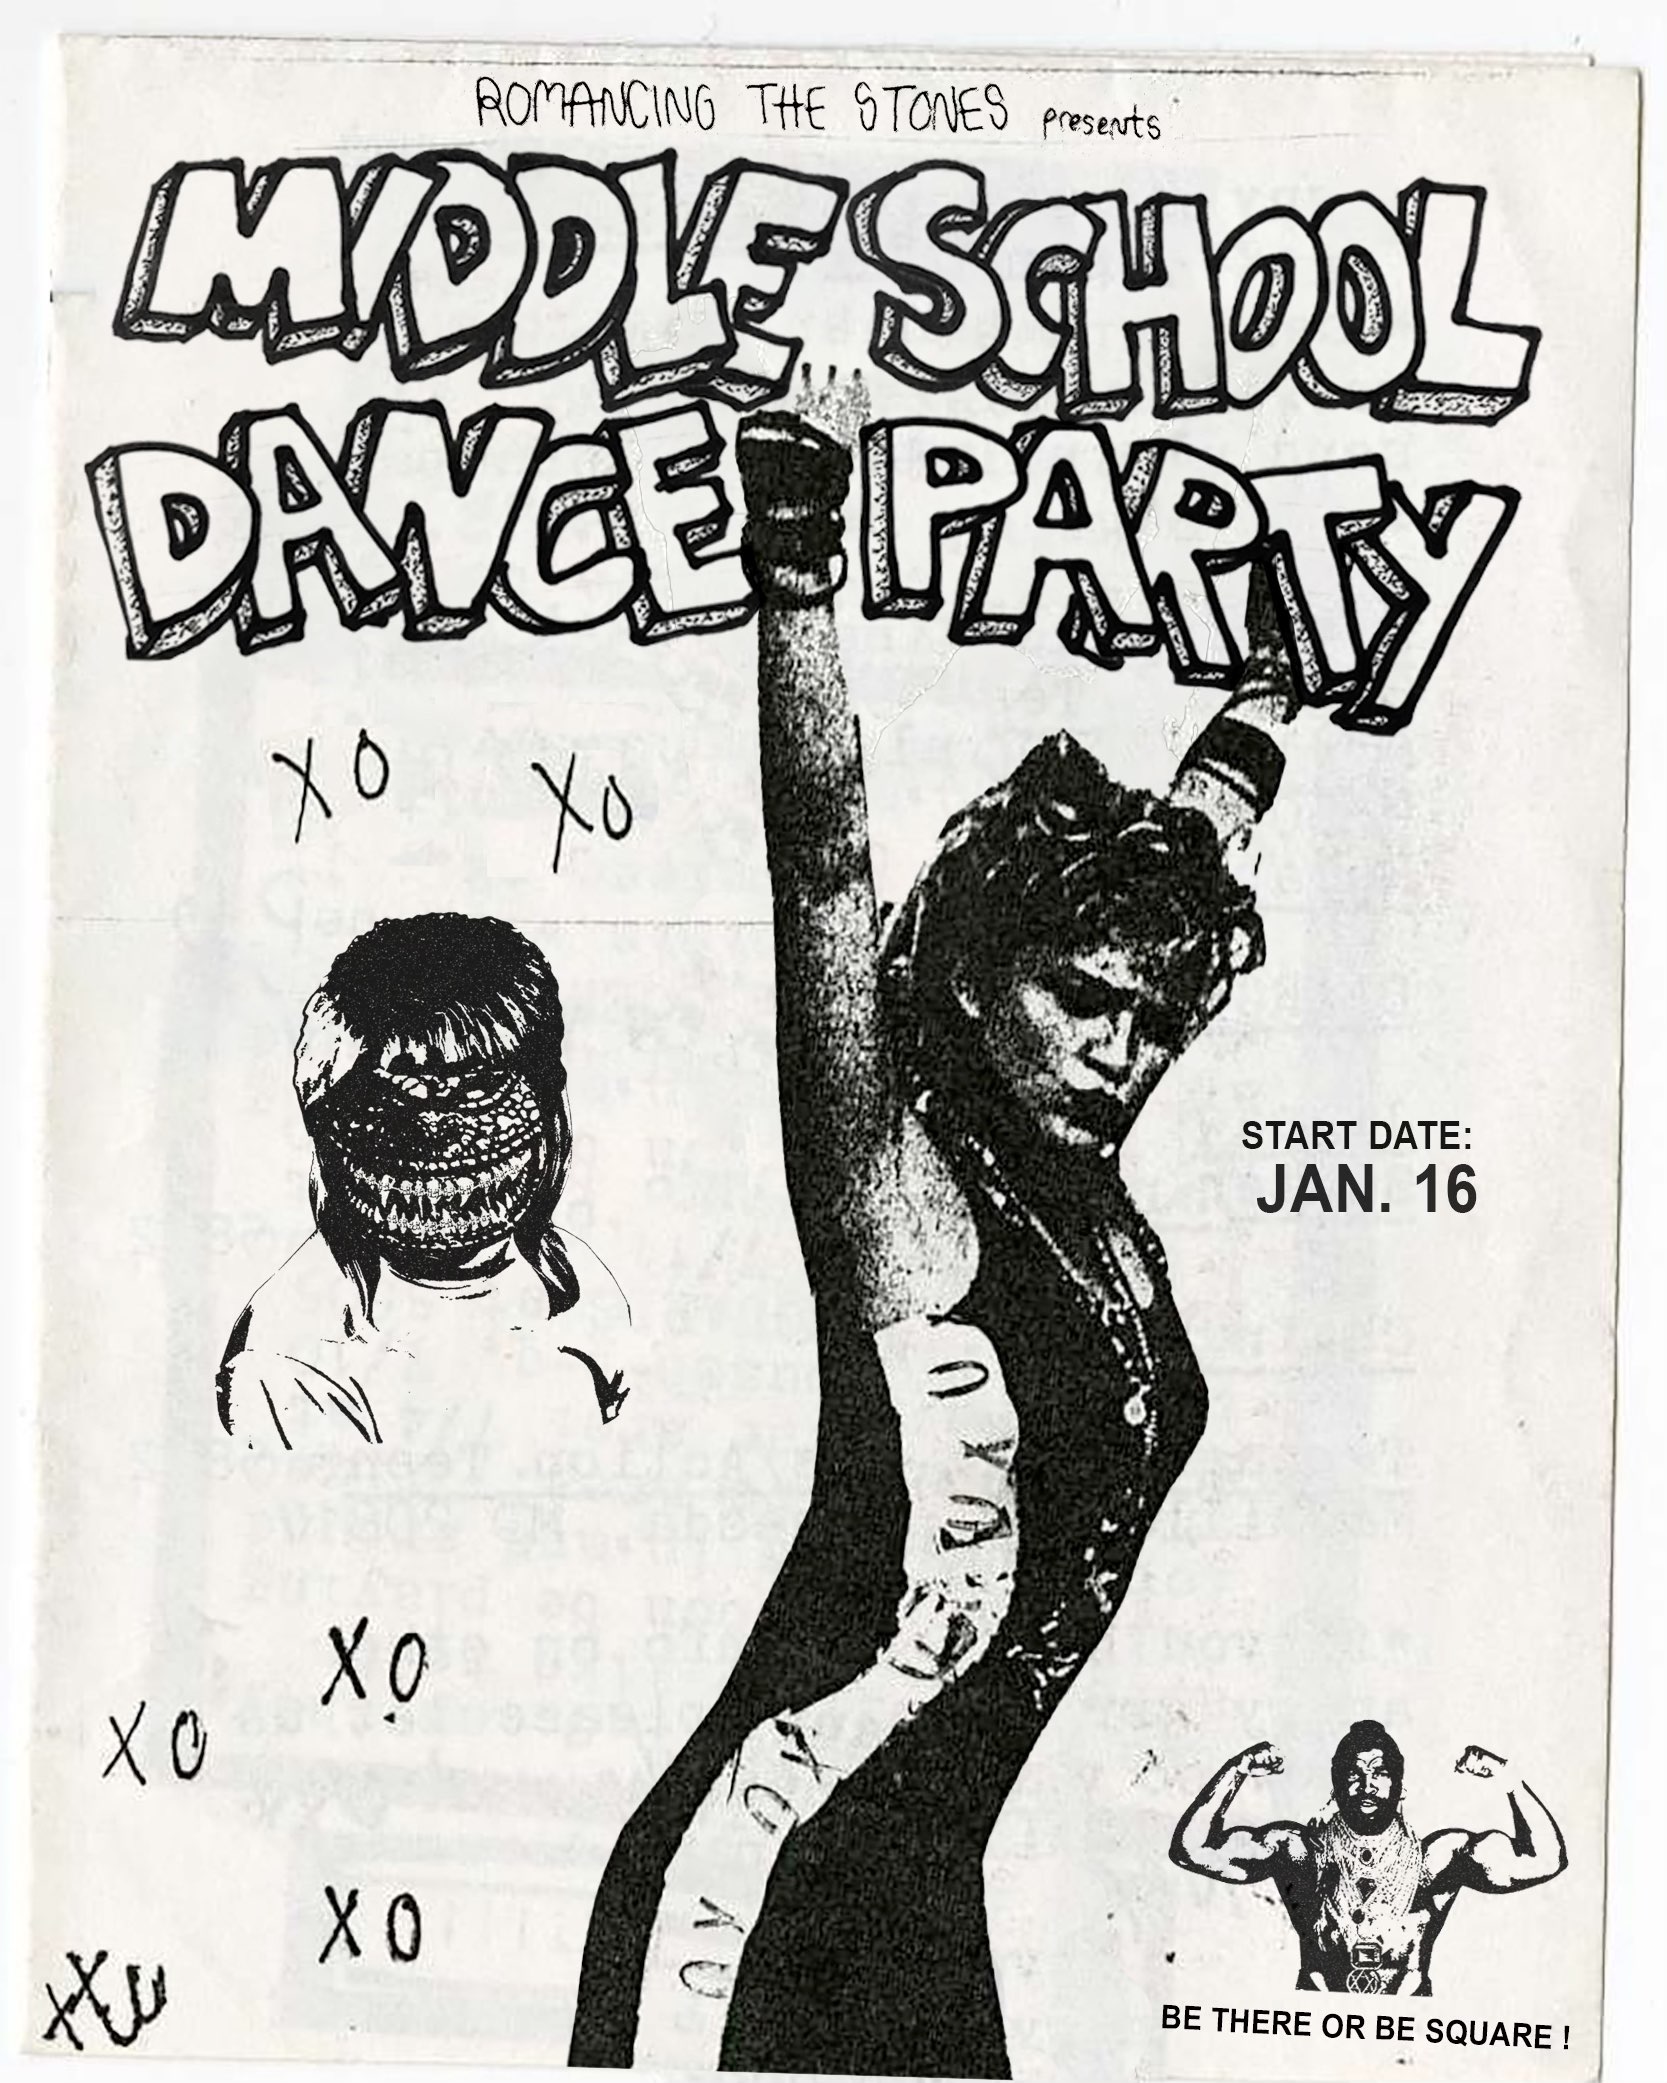 ROMANCING THE STONES presents
MIDDLE SCHOOL
DANCE PARTY
XO XO
START DATE:
JAN. 16
XO
XO
XO
BE THERE OR BE SQUARE !